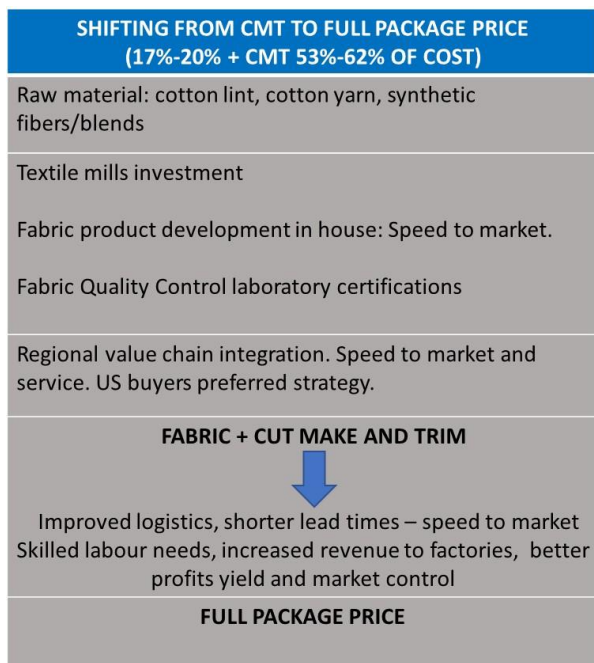 SHIFTING FROM CMT TO FULL PACKAGE PRICE
(17%-20% + CMT 53%-62% OF COST)
Raw material: cotton lint, cotton yarn, synthetic
fibers/blends
Textile mills investment
Fabric product development in house: Speed to market.
Fabric Quality Control laboratory certifications
Regional value chain integration. Speed to market and
service. US buyers preferred strategy.
FABRIC + CUT MAKE AND TRIM
Improved logistics, shorter lead times – speed to market
Skilled labour needs, increased revenue to factories, better
profits yield and market control
FULL PACKAGE PRICE